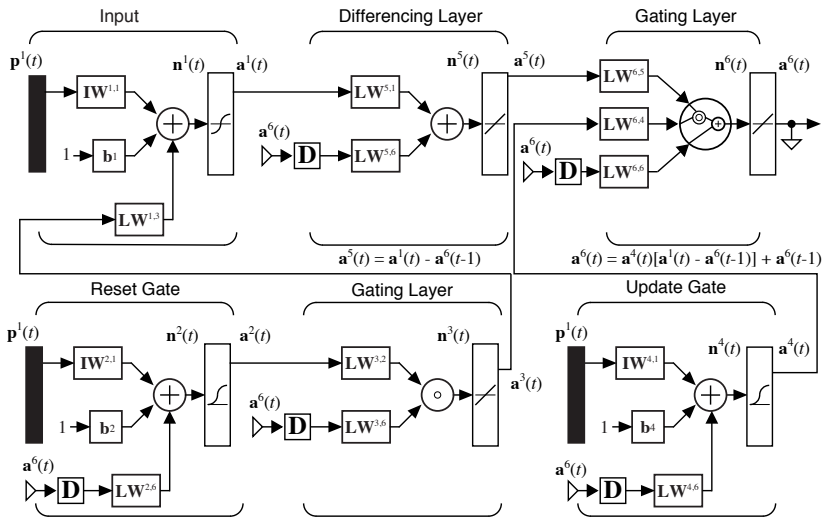 Input
p¹(t)
n¹(t)
a¹(t)
IW¹,¹
1
b¹
LW¹,³
Differencing Layer
n⁵(t)
a⁵(t)
LW⁵,¹
a⁶(t)
D
LW⁵,⁶
a⁵(t) = a¹(t) - a⁶(t-1)
Gating Layer
n⁶(t)
a⁶(t)
LW⁶,⁵
LW⁶,⁴
a⁶(t)
D
LW⁶,⁶
a⁶(t) = a⁴(t)[a¹(t) - a⁶(t-1)] + a⁶(t-1)
Reset Gate
p¹(t)
n²(t)
a²(t)
IW²,¹
1
b²
a⁶(t)
D
LW²,⁶
Gating Layer
n³(t)
a³(t)
LW³,²
a⁶(t)
D
LW³,⁶
Update Gate
p¹(t)
n⁴(t)
a⁴(t)
IW⁴,¹
1
b⁴
a⁶(t)
D
LW⁴,⁶